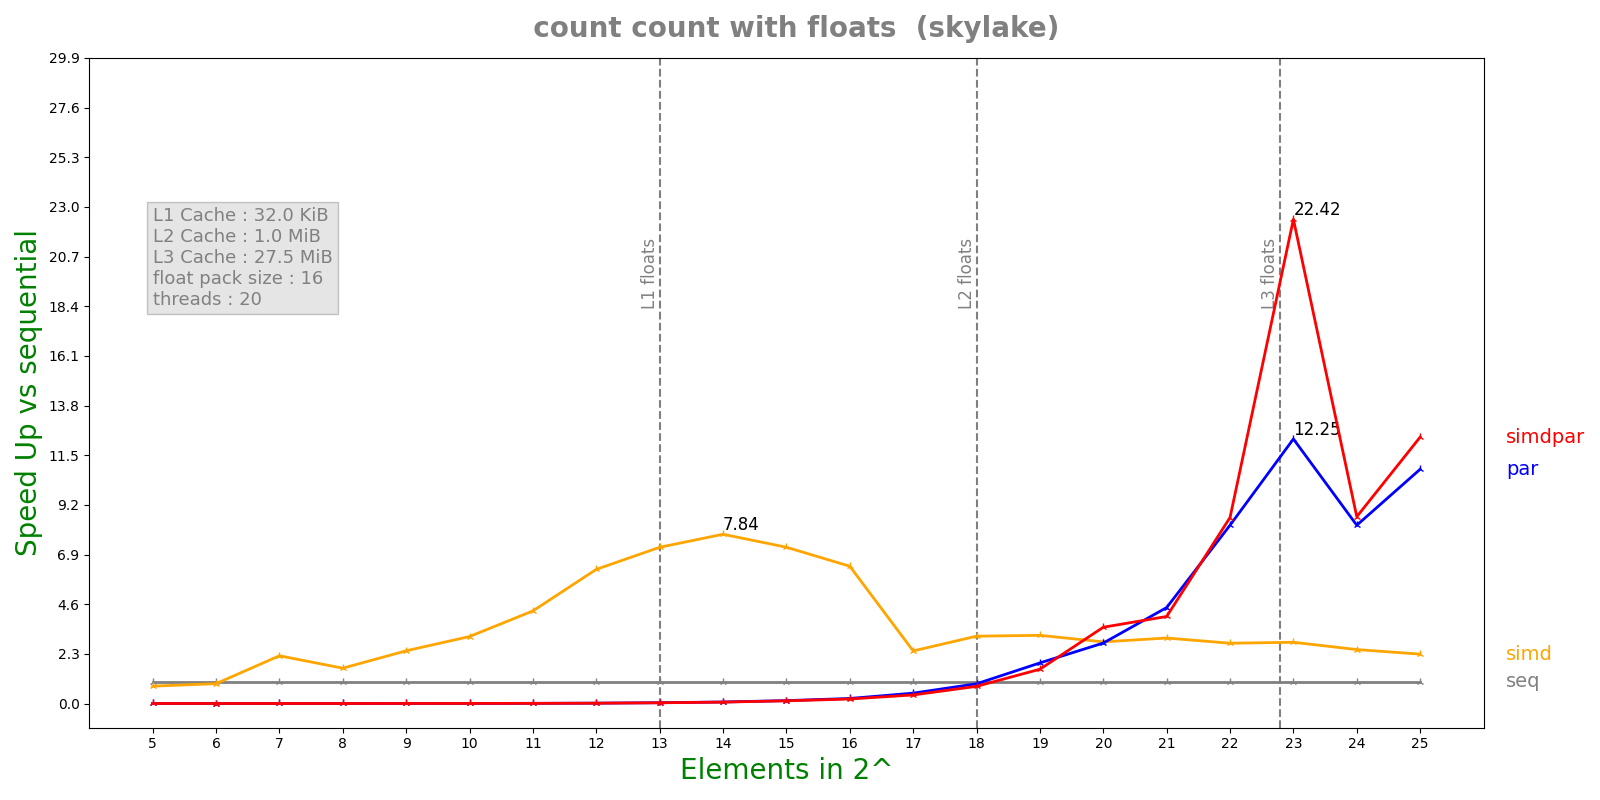 count count with floats (skylake)
Speed Up vs sequential
29.9
27.6
25.3
23.0
20.7
18.4
16.1
13.8
11.5
9.2
6.9
4.6
2.3
0.0
L1 Cache : 32.0 KiB
L2 Cache : 1.0 MiB
L3 Cache : 27.5 MiB
float pack size : 16
threads : 20
L1 floats
L2 floats
L3 floats
7.84
22.42
12.25
simdpar
par
simd
seq
5 6 7 8 9 10 11 12 13 14 15 16 17 18 19 20 21 22 23 24 25
Elements in 2^